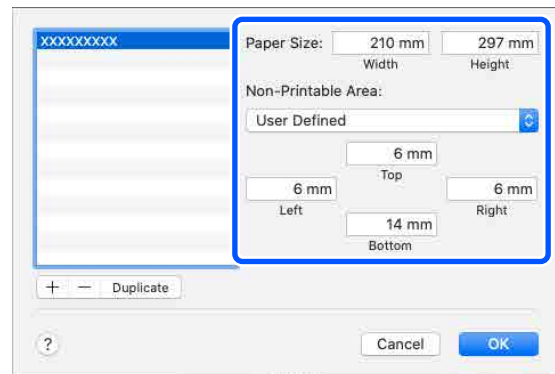 XXXXXXXXX
Paper Size: 210 mm 297 mm
Width Height
Non-Printable Area:
User Defined
6 mm
Top
6 mm 6 mm
Left Right
14 mm
Bottom
+ − Duplicate
? Cancel OK